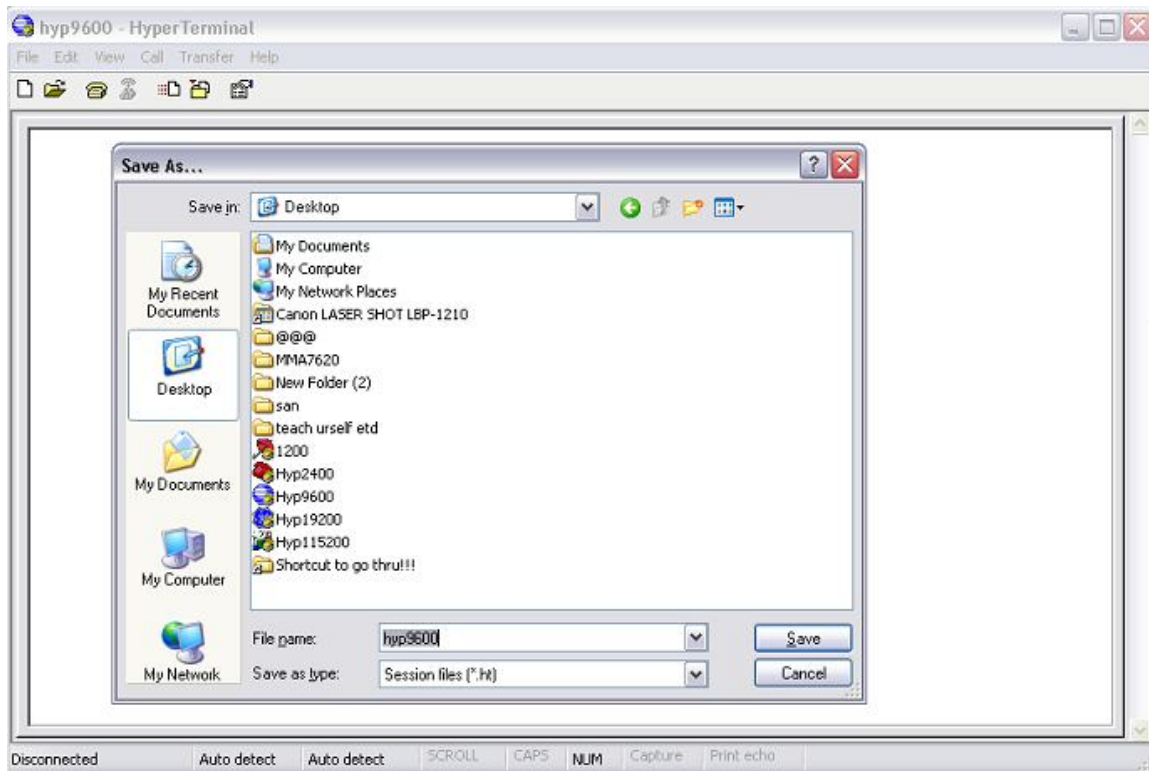 hyp9600 - HyperTerminal
File Edit View Call Transfer Help
Save As...
Save in: Desktop
My Recent Documents
Desktop
My Documents
My Computer
My Network
My Documents
My Computer
My Network Places
Canon LASER SHOT LBP-1210
@@@
MMA7620
New Folder (2)
san
teach urself etd
1200
Hyp2400
Hyp9600
Hyp19200
Hyp115200
Shortcut to go thru!!!
File name: hyp9600 Save
Save as type: Session files (*.ht) Cancel
Disconnected Auto detect Auto detect SCROLL CAPS NUM Capture Print echo